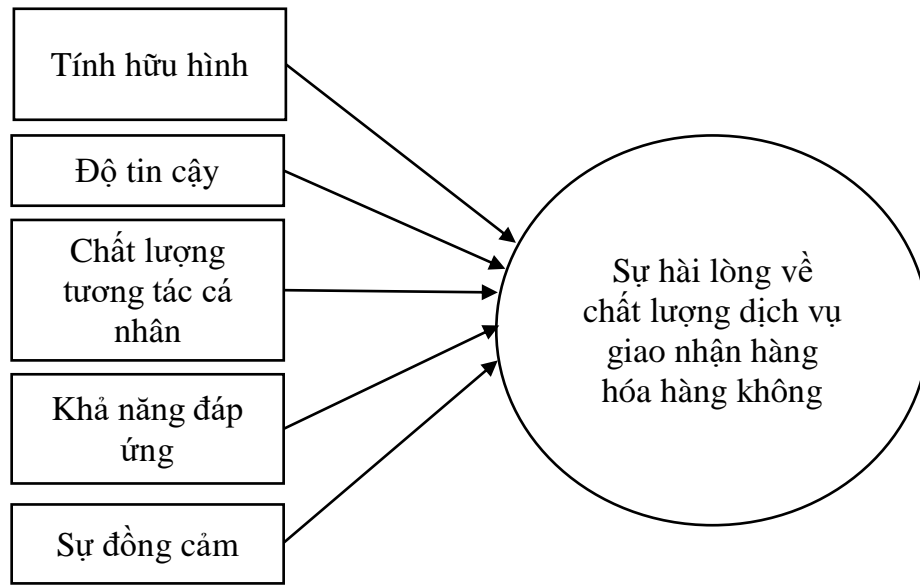 Tính hữu hình
Độ tin cậy
Chất lượng
tương tác cá
nhân
Khả năng đáp
ứng
Sự đồng cảm
Sự hài lòng về
chất lượng dịch vụ
giao nhận hàng
hóa hàng không